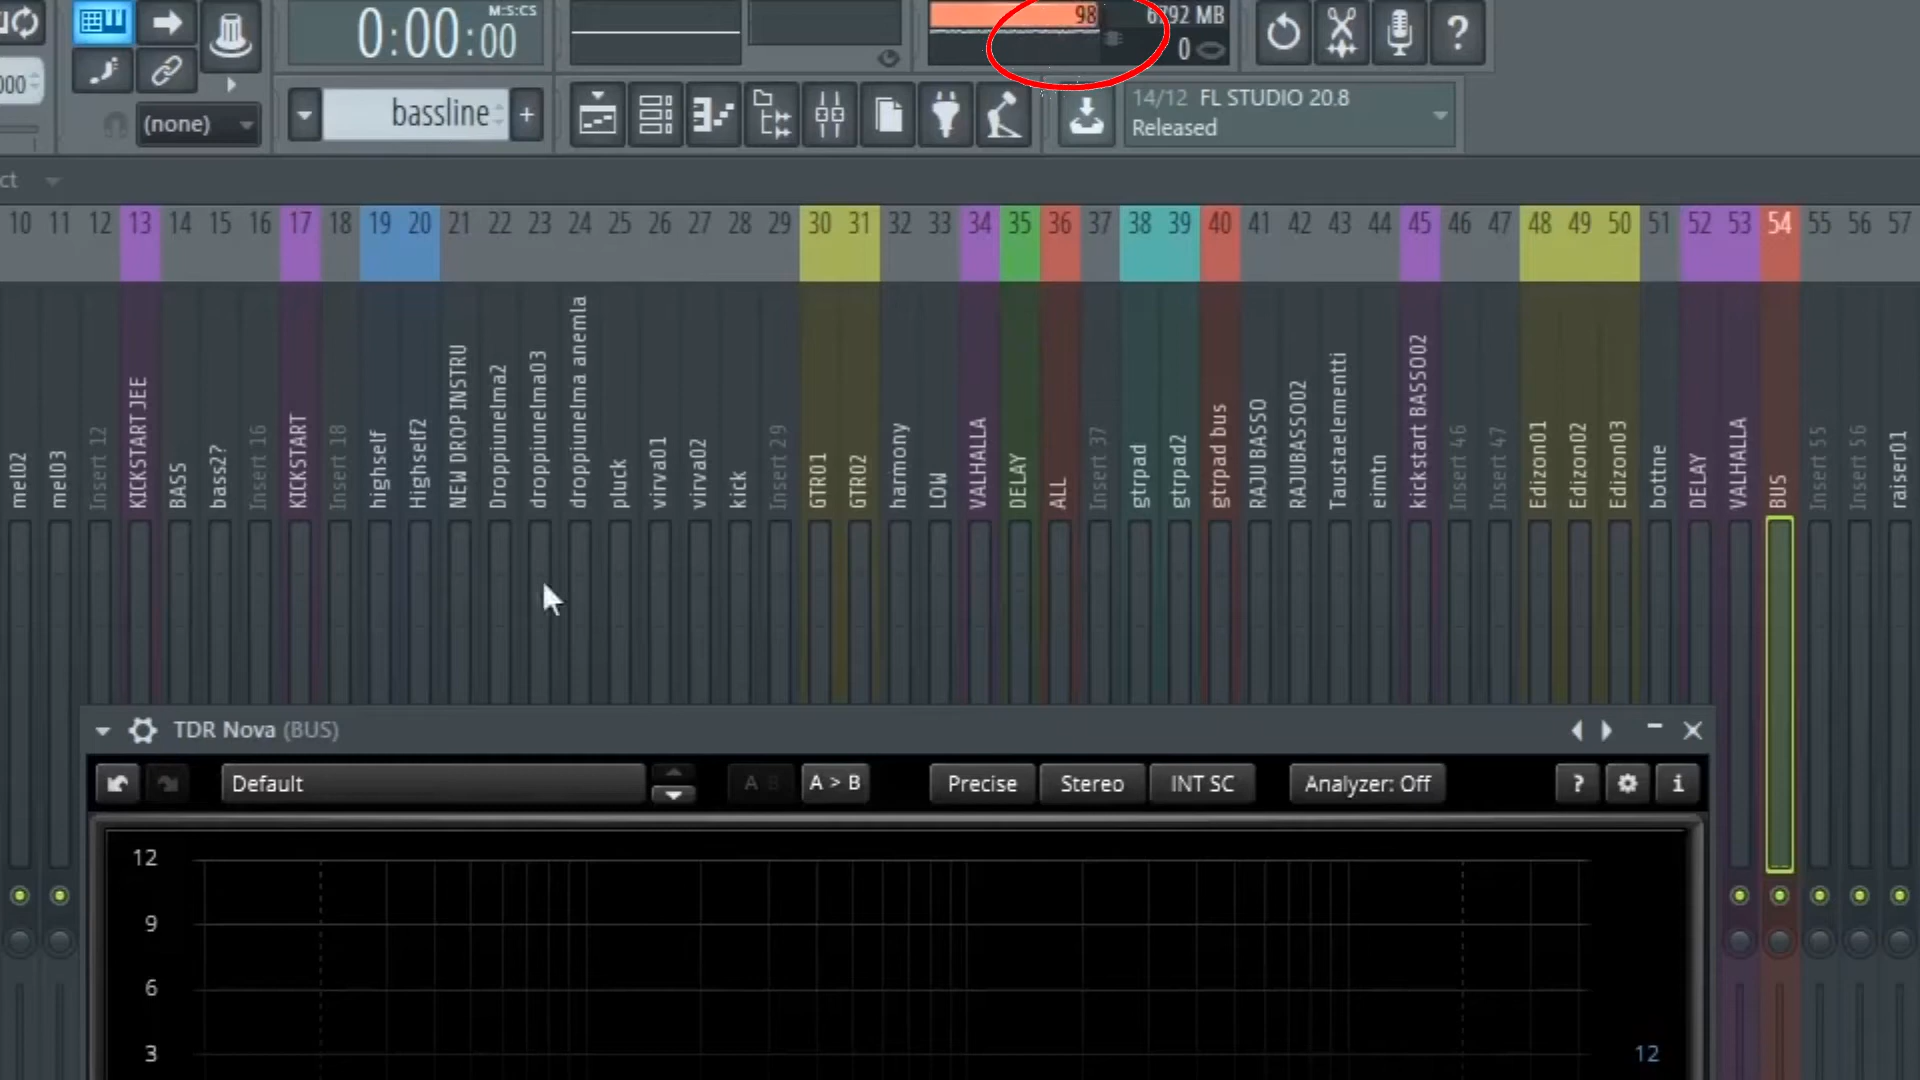 M:S:CS
0:00:00
98
6792 MB
0
?
000
(none)
bassline
+
14/12 FL STUDIO 20.8
Released
ct
10 11 12 13 14 15 16 17 18 19 20 21 22 23 24 25 26 27 28 29 30 31 32 33 34 35 36 37 38 39 40 41 42 43 44 45 46 47 48 49 50 51 52 53 54 55 56 57
mel02
mel03
Insert 12
KICKSTART JEE
BASS
bass2?
Insert 16
KICKSTART
Insert 18
highself
Highself2
NEW DROP INSTRU
Droppiunelma2
droppiunelma03
droppiunelma anemla
pluck
virva01
virva02
kick
Insert 29
GTR01
GTR02
harmony
LOW
VALHALLA
DELAY
ALL
Insert 37
gtrpad
gtrpad2
gtrpad bus
RAJU BASSO
RAJUBASSO02
Taustaelementti
eimtn
kickstart BASSO02
Insert 46
Insert 47
Edizon01
Edizon02
Edizon03
bottne
DELAY
VALHALLA
BUS
Insert 55
Insert 56
raiser01
TDR Nova (BUS)
Default
A B
A > B
Precise
Stereo
INT SC
Analyzer: Off
?
i
12
9
6
3
12